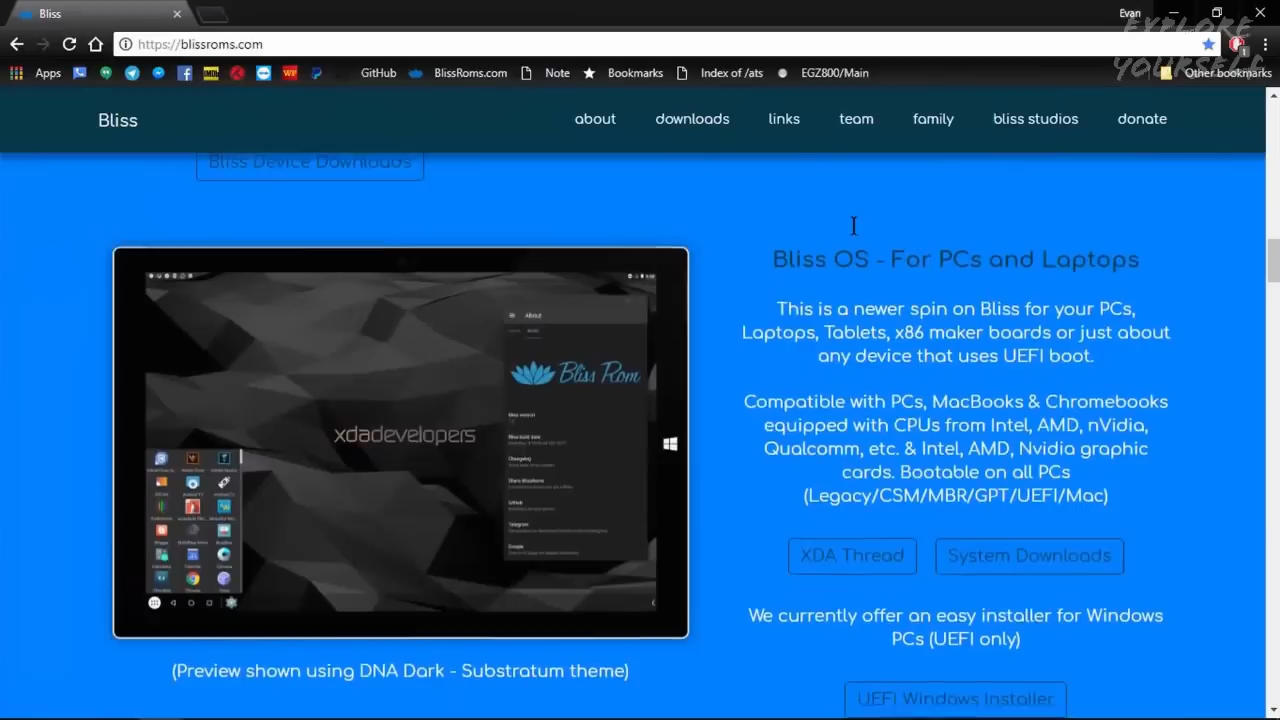 Bliss
Evan
https://blissroms.com
EXPLORE
YOURSELF
Apps
GitHub
BlissRoms.com
Note
Bookmarks
Index of /ats
EGZ800/Main
Other bookmarks
Bliss
about
downloads
links
team
family
bliss studios
donate
Bliss Device Downloads
Bliss OS - For PCs and Laptops
This is a newer spin on Bliss for your PCs,
Laptops, Tablets, x86 maker boards or just about
any device that uses UEFI boot.
Compatible with PCs, MacBooks & Chromebooks
equipped with CPUs from Intel, AMD, nVidia,
Qualcomm, etc. & Intel, AMD, Nvidia graphic
cards. Bootable on all PCs
(Legacy/CSM/MBR/GPT/UEFI/Mac)
XDA Thread
System Downloads
We currently offer an easy installer for Windows
PCs (UEFI only)
UEFI Windows Installer
About
Bliss Rom
xdadevelopers
Changelog
GitHub
Telegram
Google
(Preview shown using DNA Dark - Substratum theme)